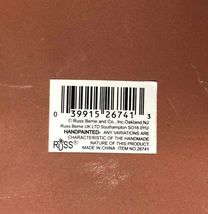 0 39915 26741 3
© Russ Berrie and Co., Inc Oakland, NJ
Russ Berrie UK LTD Southampton SO16 0YU
HANDPAINTED- ANY VARIATIONS ARE
CHARACTERISTIC OF THE HANDMADE
NATURE OF THIS PRODUCT.
RUSS® MADE IN CHINA ITEM NO 26741